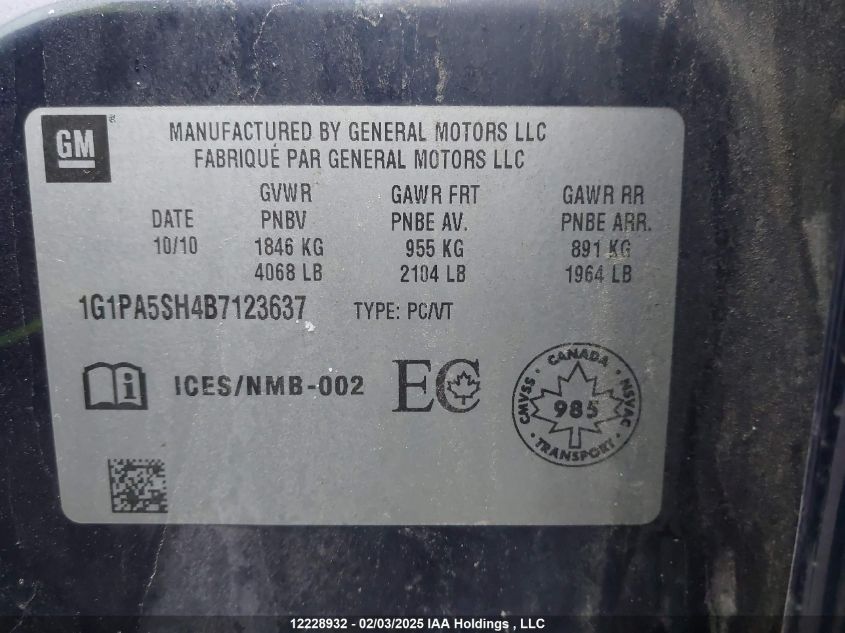 GM
MANUFACTURED BY GENERAL MOTORS LLC
FABRIQUÉ PAR GENERAL MOTORS LLC
GVWR GAWR FRT GAWR RR
DATE PNBV PNBE AV. PNBE ARR.
10/10 1846 KG 955 KG 891 KG
4068 LB 2104 LB 1964 LB
1G1PA5SH4B7123637 TYPE: PC/VT
i ICES/NMB-002 EC
CANADA
CMVSS 985 NSVAC
TRANSPORT
12228932 - 02/03/2025 IAA Holdings , LLC